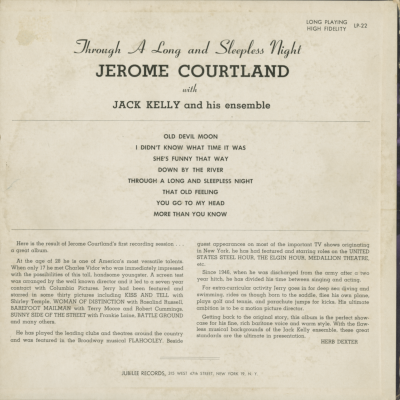 LONG PLAYING
HIGH FIDELITY LP-22
Through A Long and Sleepless Night
JEROME COURTLAND
with
JACK KELLY and his ensemble
OLD DEVIL MOON
I DIDN'T KNOW WHAT TIME IT WAS
SHE'S FUNNY THAT WAY
DOWN BY THE RIVER
THROUGH A LONG AND SLEEPLESS NIGHT
THAT OLD FEELING
YOU GO TO MY HEAD
MORE THAN YOU KNOW
Here is the result of Jerome Courtland's first recording session . . .
a great album.
At the age of 28 he is one of America's most versatile talents.
When only 17 he met Charles Vidor who was immediately impressed
with the possibilities of this tall, handsome youngster. A screen test
was arranged by the well known director and it led to a seven year
contract with Columbia Pictures. Jerry had been featured and
starred in some thirty pictures including KISS AND TELL with
Shirley Temple, WOMAN OF DISTINCTION with Rosalind Russell,
BAREFOOT MAILMAN with Terry Moore and Robert Cummings,
SUNNY SIDE OF THE STREET with Frankie Laine, BATTLE GROUND
and many others.
He has played the leading clubs and theatres around the country
and was featured in the Broadway musical FLAHOOLEY. Beside
guest appearances on most of the important TV shows originating
in New York, he has had featured and starring roles on the UNITED
STATES STEEL HOUR, THE ELGIN HOUR, MEDALLION THEATRE,
etc.
Since 1946, when he was discharged from the army after a two
year hitch, he has divided his time between singing and acting.
For extra-curricular activity Jerry goes in for deep sea diving and
swimming, rides as though born to the saddle, flies his own plane,
plays golf and tennis, and parachute jumps for kicks. His ultimate
ambition is to be a motion picture director.
Getting back to the original story, this album is the perfect show-
case for his fine, rich baritone voice and warm style. With the flaw-
less musical backgrounds of the Jack Kelly ensemble, these great
standards are the ultimate in presentation.
HERB DEXTER
JUBILEE RECORDS, 315 WEST 47th STREET, NEW YORK 19, N. Y.